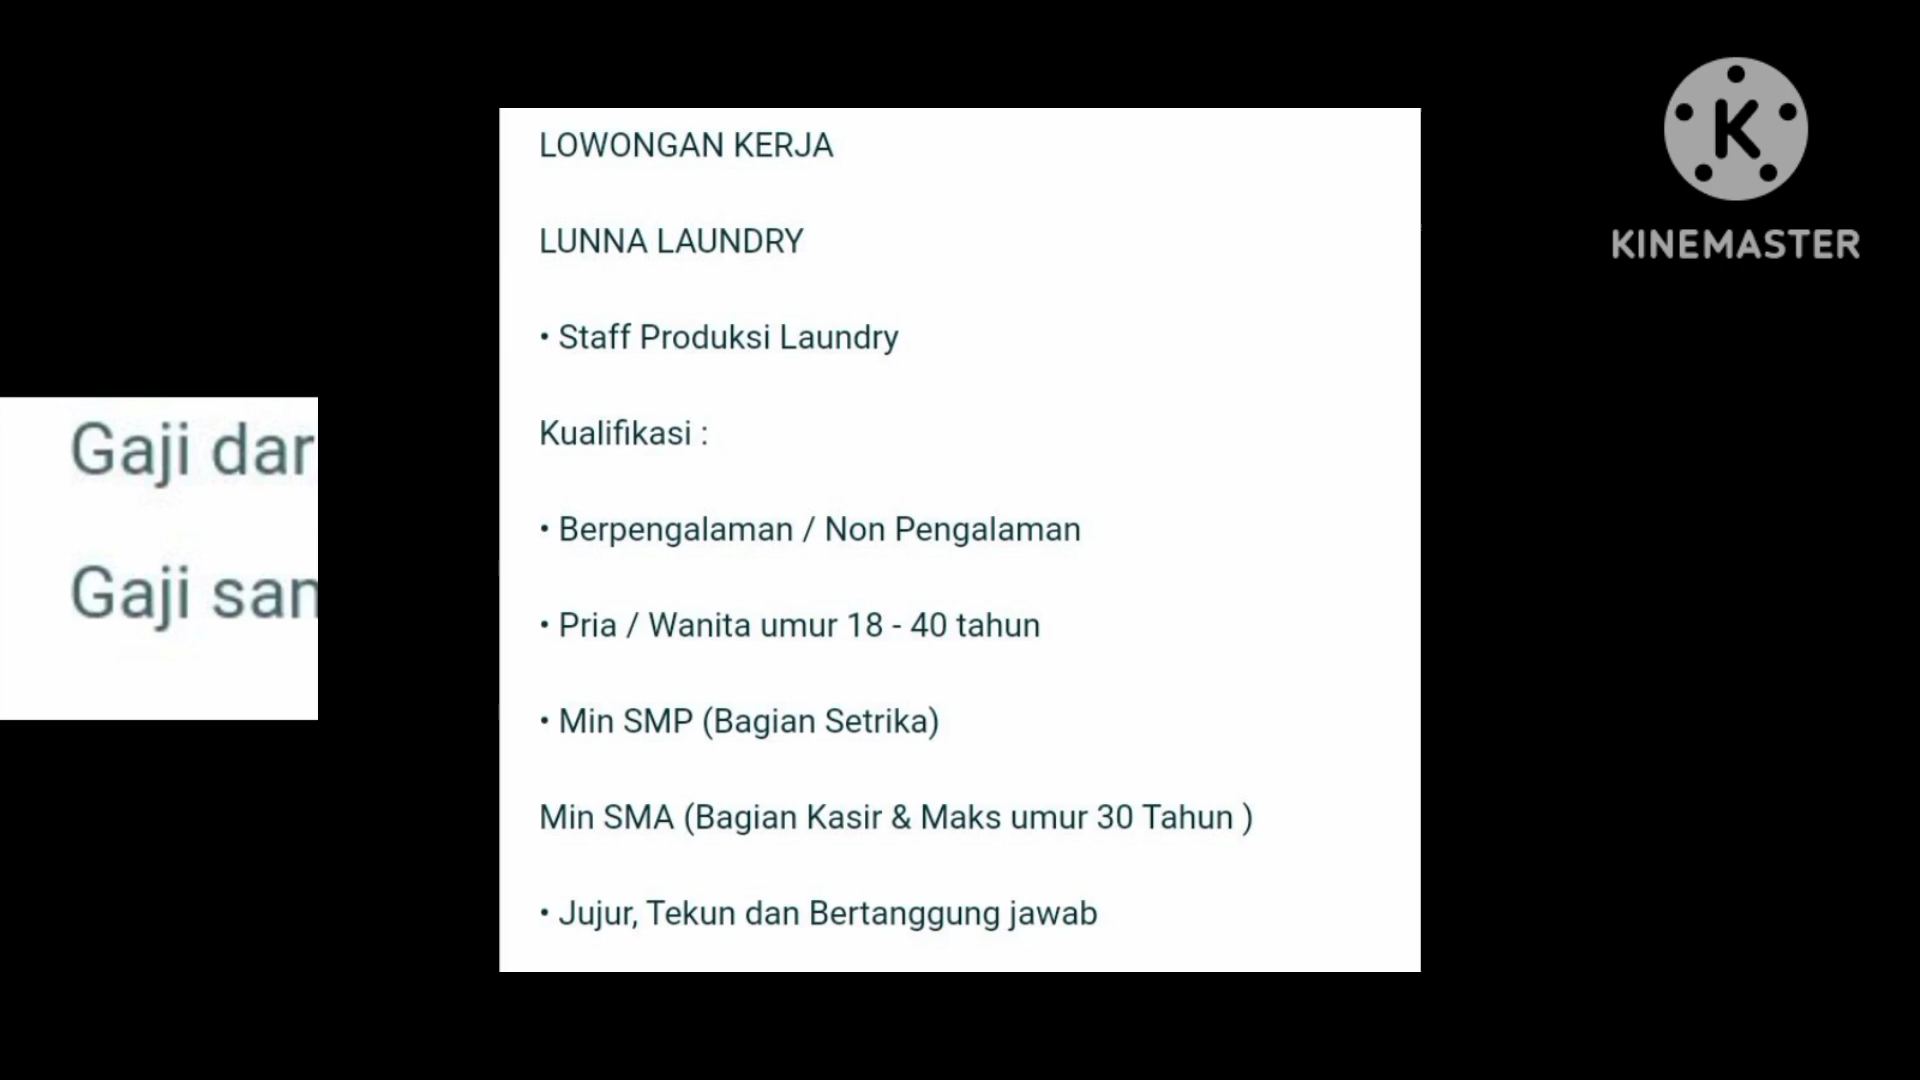 LOWONGAN KERJA
LUNNA LAUNDRY
• Staff Produksi Laundry
Kualifikasi :
• Berpengalaman / Non Pengalaman
• Pria / Wanita umur 18 - 40 tahun
• Min SMP (Bagian Setrika)
Min SMA (Bagian Kasir & Maks umur 30 Tahun )
• Jujur, Tekun dan Bertanggung jawab
Gaji dar
Gaji
K
KINEMASTER